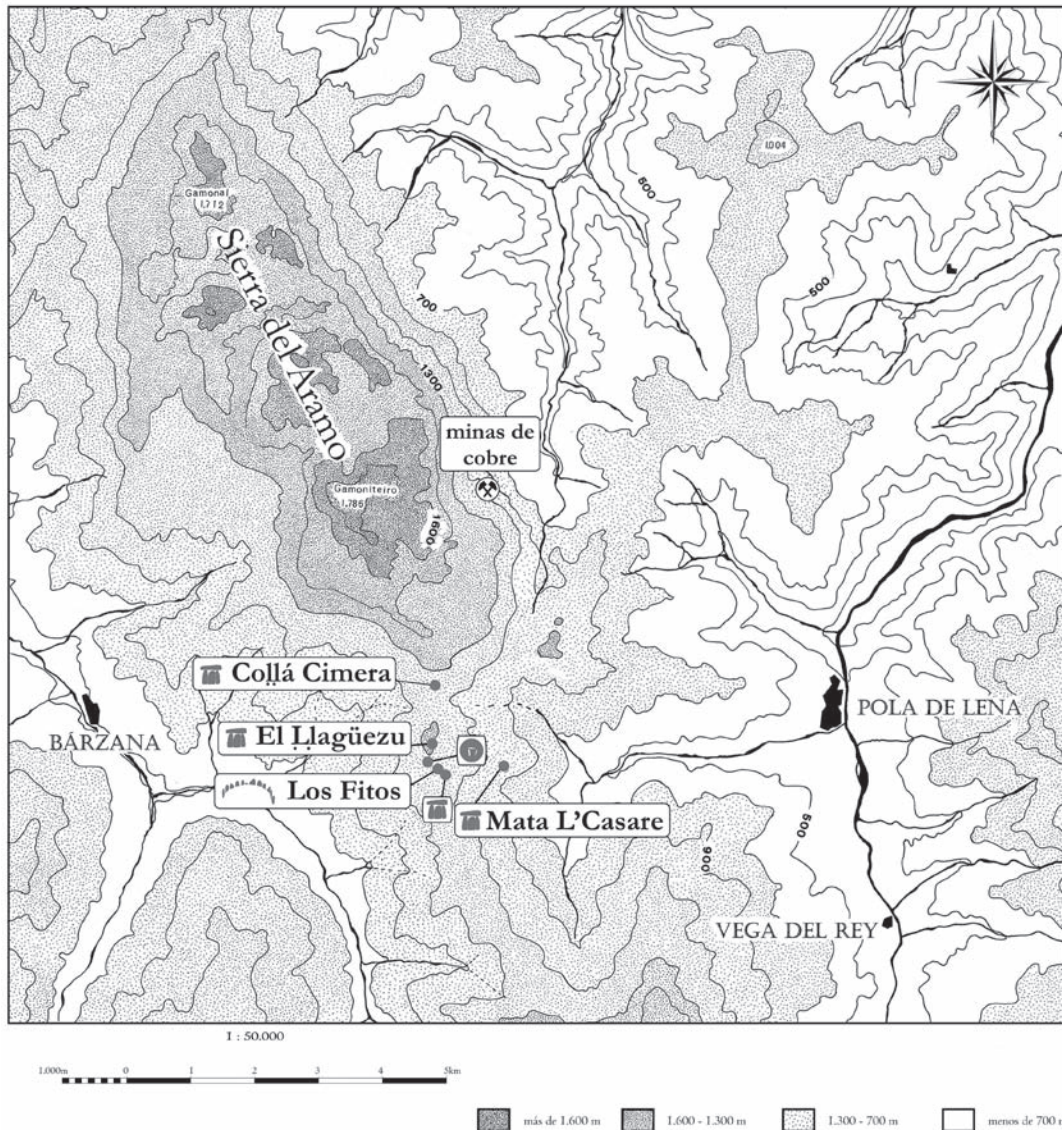 1.004
500
Gamonal
1.712
Sierra del Aramo
500
700
1300
minas de
cobre
Gamoniteiro
1.786
1600
Coḷḷá Cimera
POLA DE LENA
BÁRZANA
El Ḷḷagüezu
Los Fitos
Mata L'Casare
500
900
VEGA DEL REY
1 : 50.000
1.000m 0 1 2 3 4 5km
más de 1.600 m
1.600 - 1.300 m
1.300 - 700 m
menos de 700 m